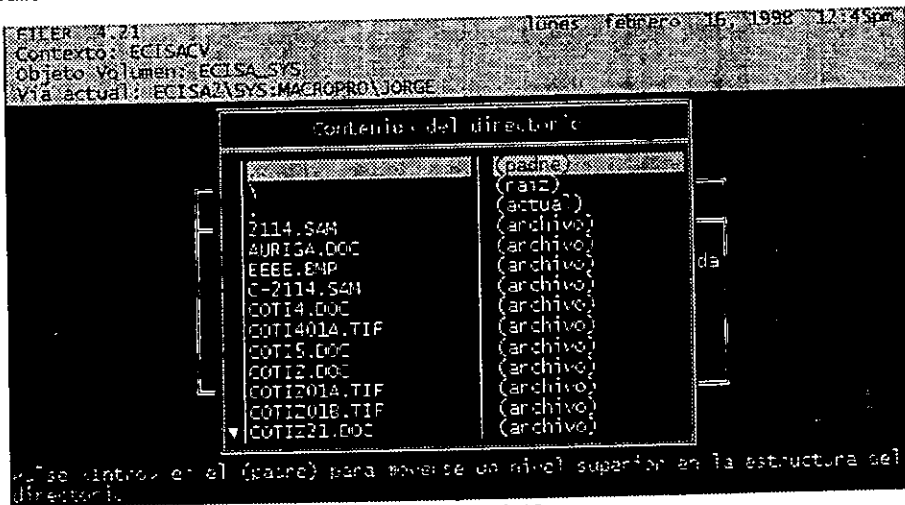 FILER 4.21 lunes febrero 16, 1998 12:45pm
Contexto: ECISACV
Objeto Volumen: ECISA_SYS
Vía actual: ECISA2\SYS:MACROPRO\JORGE
Contenido del directorio
(padre)
\ (raíz)
. (actual)
2114.SAM (archivo)
AURIGA.DOC (archivo)
EEEE.BMP (archivo)
C-2114.SAM (archivo)
COTI4.DOC (archivo)
COTI401A.TIF (archivo)
COTI5.DOC (archivo)
COTIZ.DOC (archivo)
COTIZ01A.TIF (archivo)
COTIZ01B.TIF (archivo)
▼ COTIZ21.DOC (archivo)
da
Pulse <Intro> en el (padre) para moverse un nivel superior en la estructura del
directorio